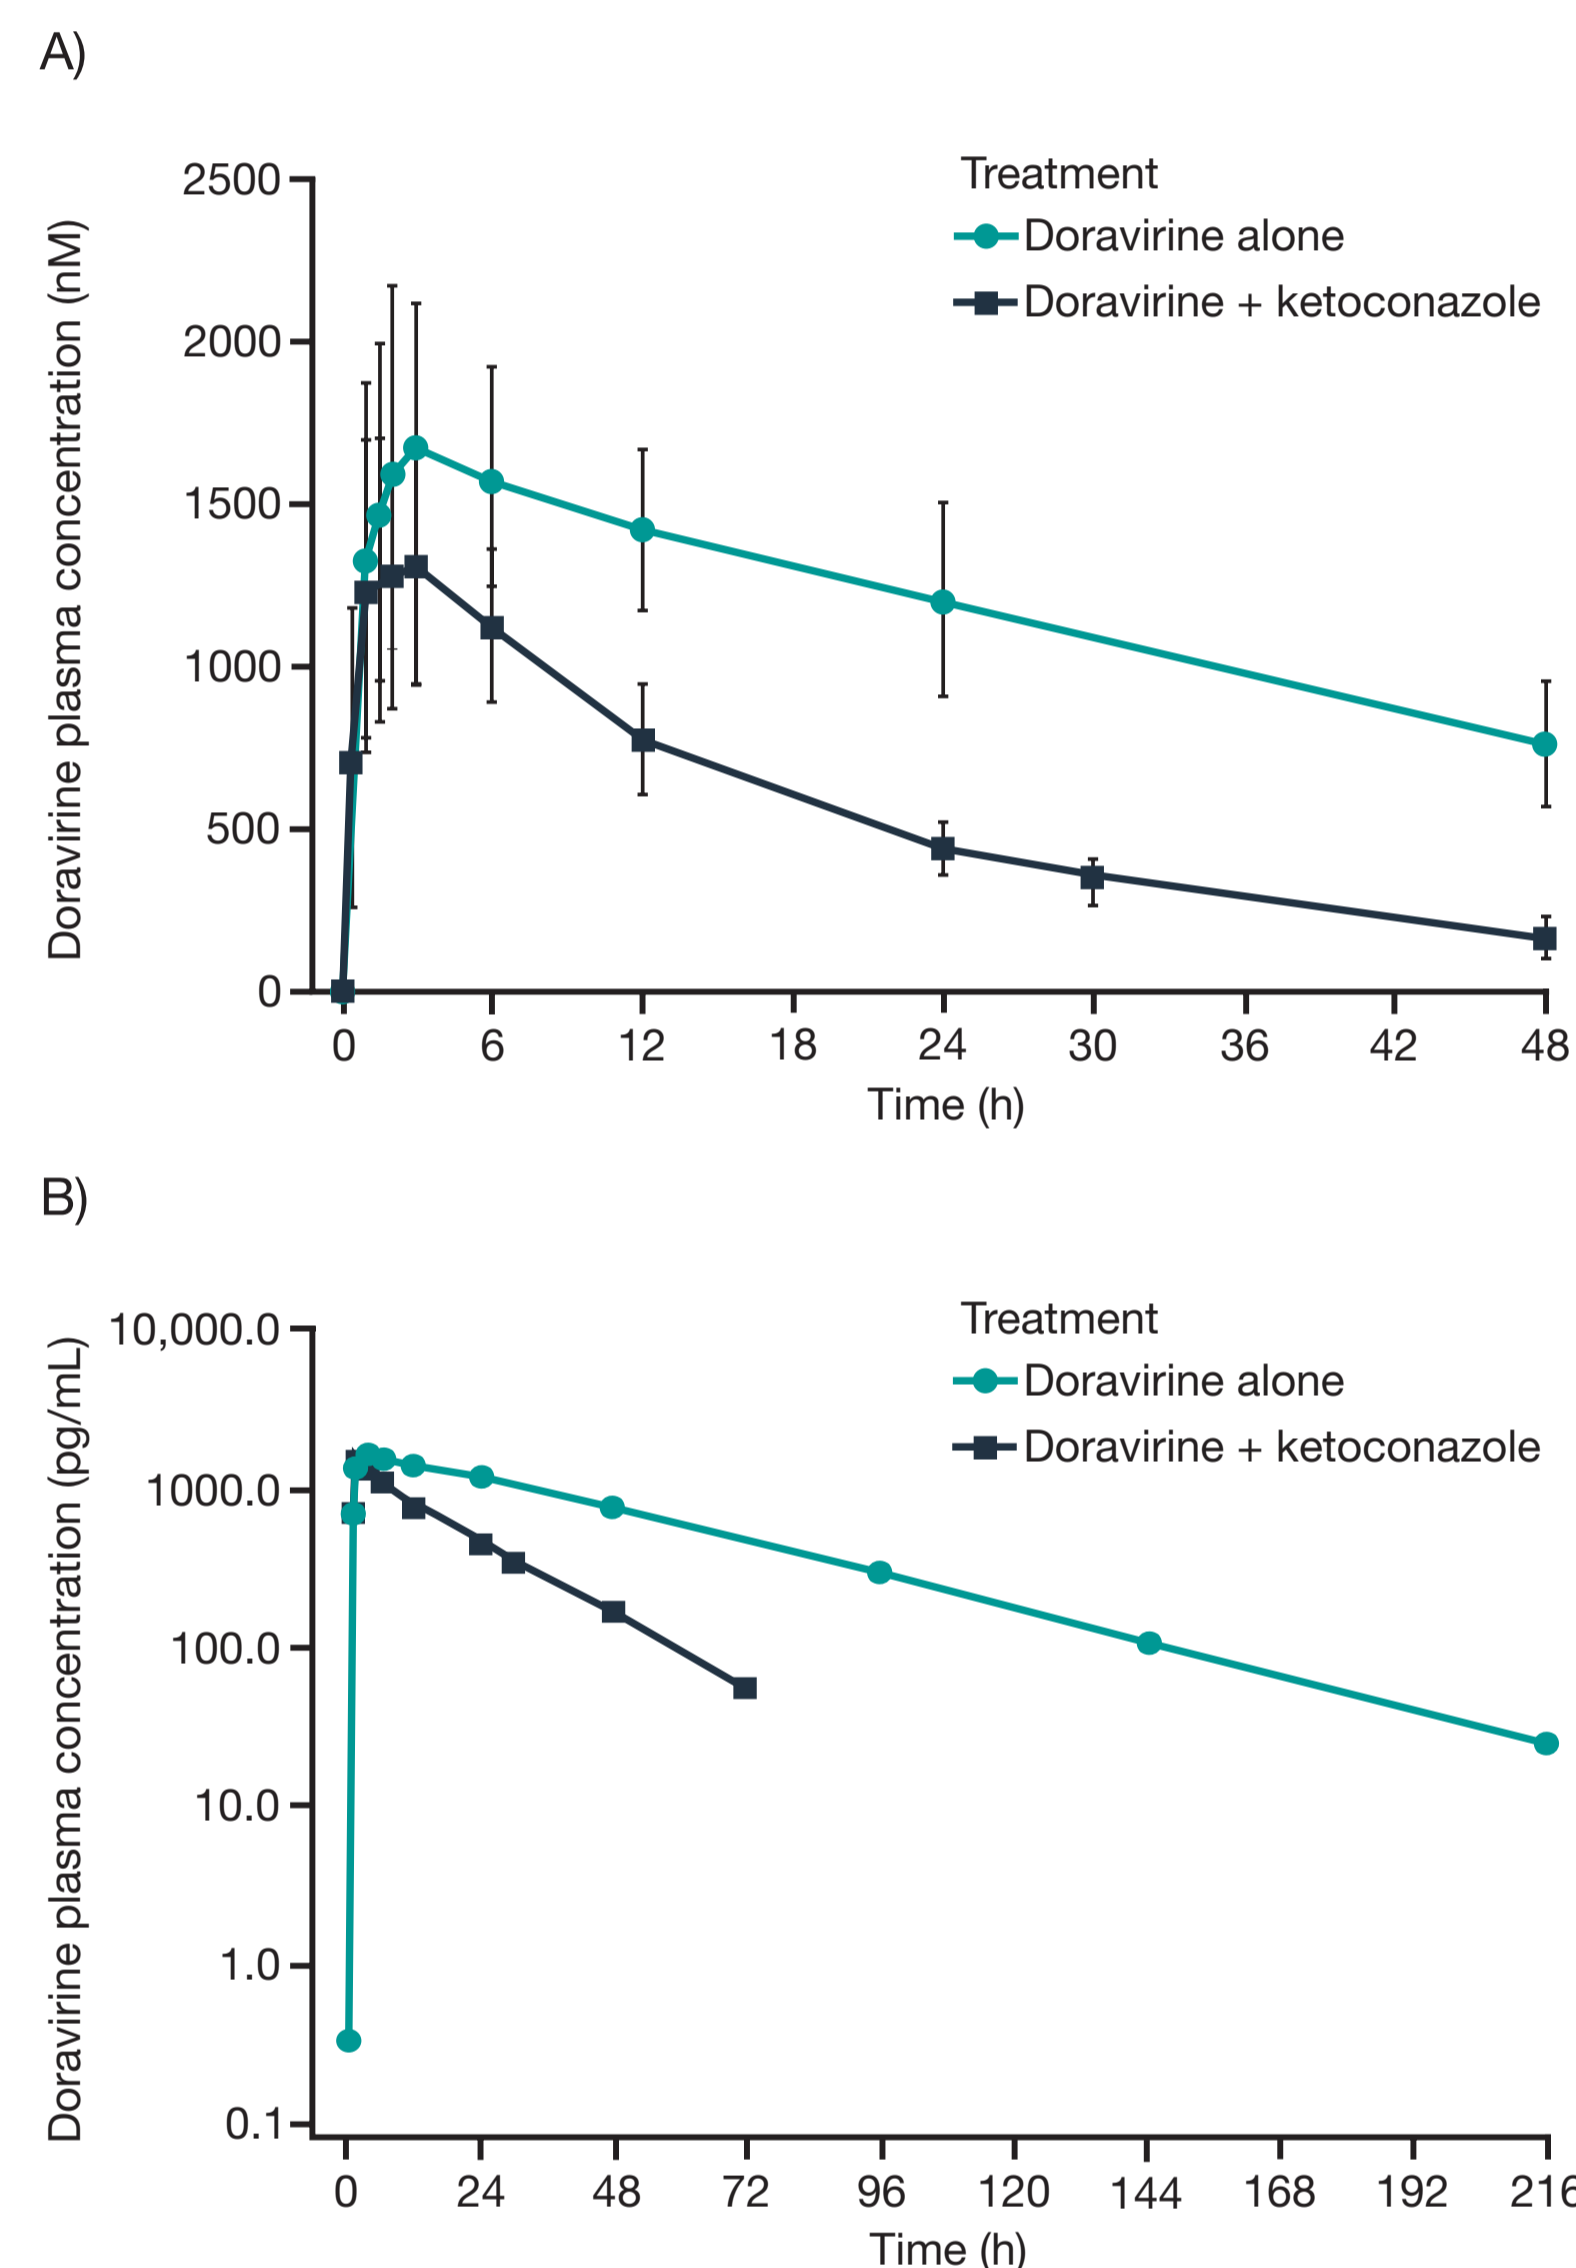 A)
Doravirine plasma concentration (nM)
2500
2000
1500
1000
500
0
Treatment
Doravirine alone
Doravirine + ketoconazole
0 6 12 18 24 30 36 42 48
Time (h)
B)
Doravirine plasma concentration (pg/mL)
10,000.0
1000.0
100.0
10.0
1.0
0.1
Treatment
Doravirine alone
Doravirine + ketoconazole
0 24 48 72 96 120 144 168 192 216
Time (h)